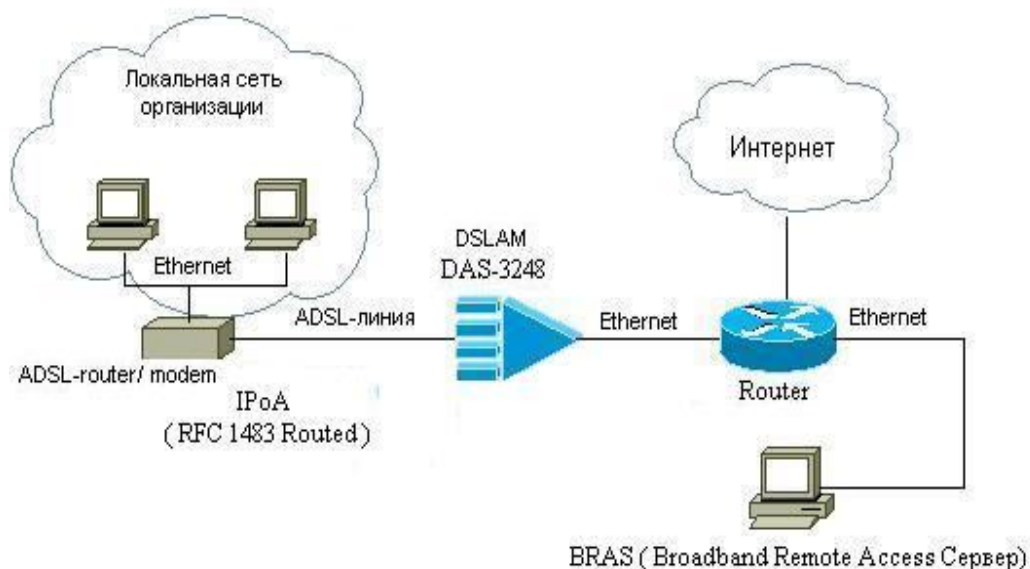 Локальная сеть
организации
Интернет
Ethernet
DSLAM
DAS-3248
ADSL-линия
Ethernet
Ethernet
ADSL-router/ modem
Router
IPoA
( RFC 1483 Routed )
BRAS ( Broadband Remote Access Сервер)